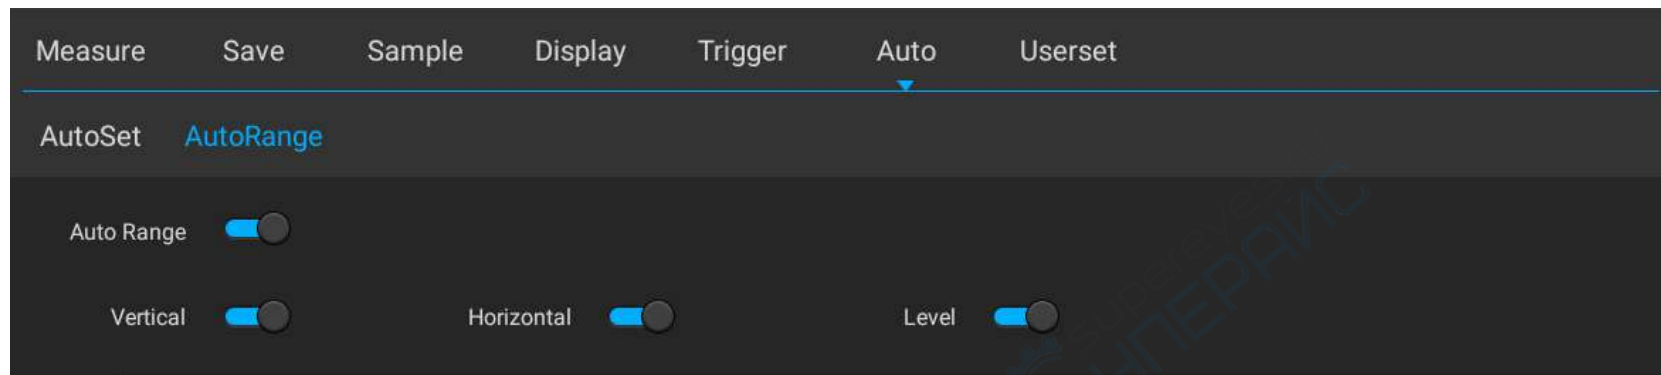 Measure Save Sample Display Trigger Auto Userset
AutoSet AutoRange
Auto Range
Vertical Horizontal Level